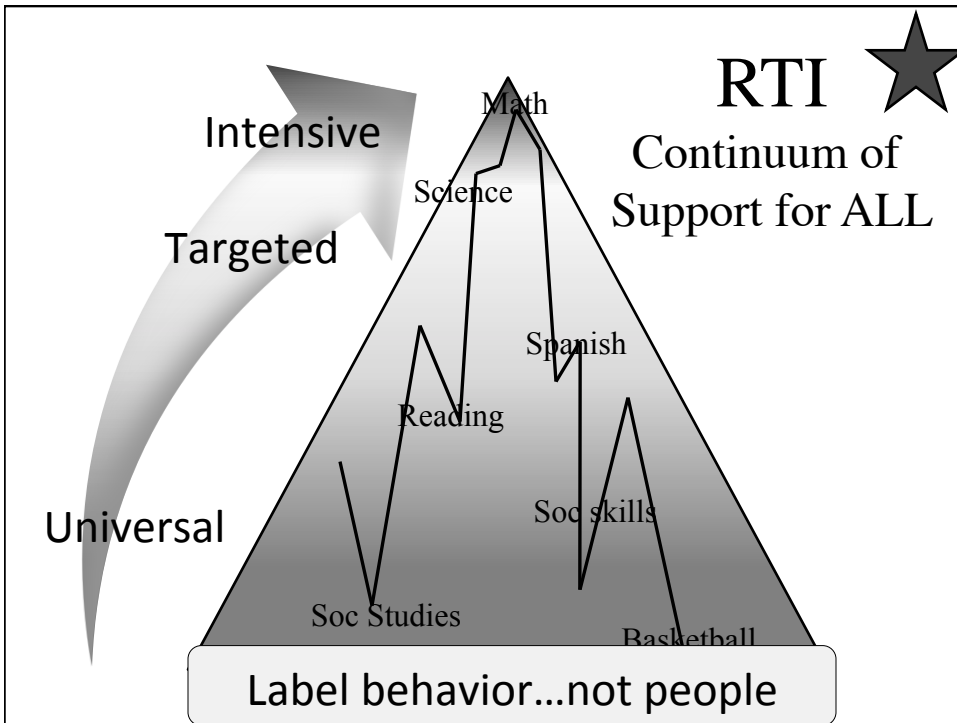 RTI
Continuum of
Support for ALL
Intensive
Targeted
Universal
Math
Science
Spanish
Reading
Soc skills
Soc Studies
Basketball
Label behavior...not people